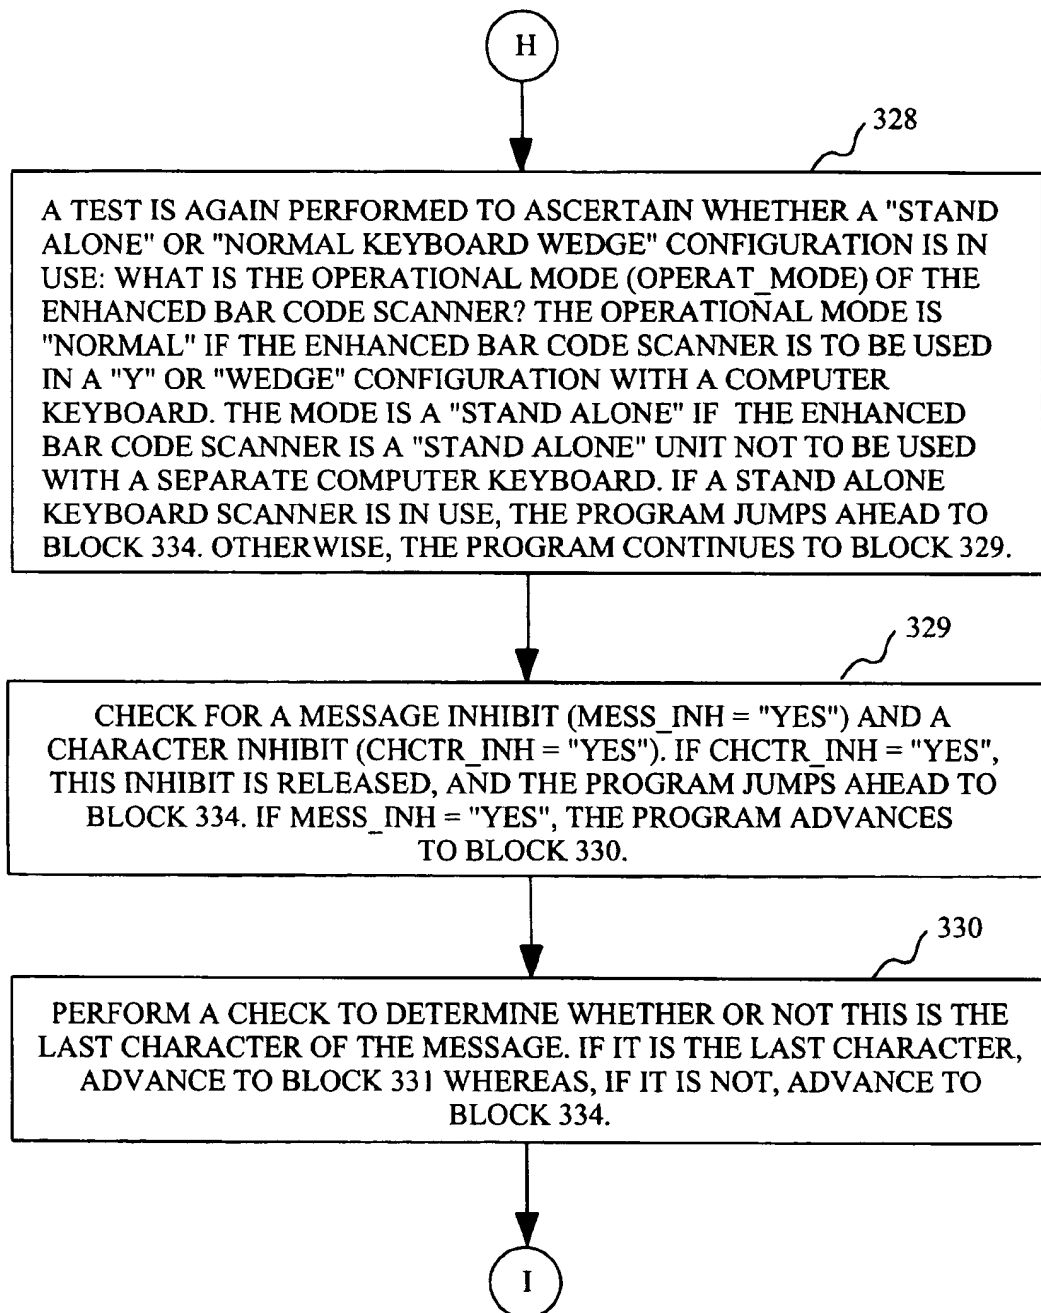 H
328
A TEST IS AGAIN PERFORMED TO ASCERTAIN WHETHER A "STAND
ALONE" OR "NORMAL KEYBOARD WEDGE" CONFIGURATION IS IN
USE: WHAT IS THE OPERATIONAL MODE (OPERAT_MODE) OF THE
ENHANCED BAR CODE SCANNER? THE OPERATIONAL MODE IS
"NORMAL" IF THE ENHANCED BAR CODE SCANNER IS TO BE USED
IN A "Y" OR "WEDGE" CONFIGURATION WITH A COMPUTER
KEYBOARD. THE MODE IS A "STAND ALONE" IF THE ENHANCED
BAR CODE SCANNER IS A "STAND ALONE" UNIT NOT TO BE USED
WITH A SEPARATE COMPUTER KEYBOARD. IF A STAND ALONE
KEYBOARD SCANNER IS IN USE, THE PROGRAM JUMPS AHEAD TO
BLOCK 334. OTHERWISE, THE PROGRAM CONTINUES TO BLOCK 329.
329
CHECK FOR A MESSAGE INHIBIT (MESS_INH = "YES") AND A
CHARACTER INHIBIT (CHCTR_INH = "YES"). IF CHCTR_INH = "YES",
THIS INHIBIT IS RELEASED, AND THE PROGRAM JUMPS AHEAD TO
BLOCK 334. IF MESS_INH = "YES", THE PROGRAM ADVANCES
TO BLOCK 330.
330
PERFORM A CHECK TO DETERMINE WHETHER OR NOT THIS IS THE
LAST CHARACTER OF THE MESSAGE. IF IT IS THE LAST CHARACTER,
ADVANCE TO BLOCK 331 WHEREAS, IF IT IS NOT, ADVANCE TO
BLOCK 334.
I